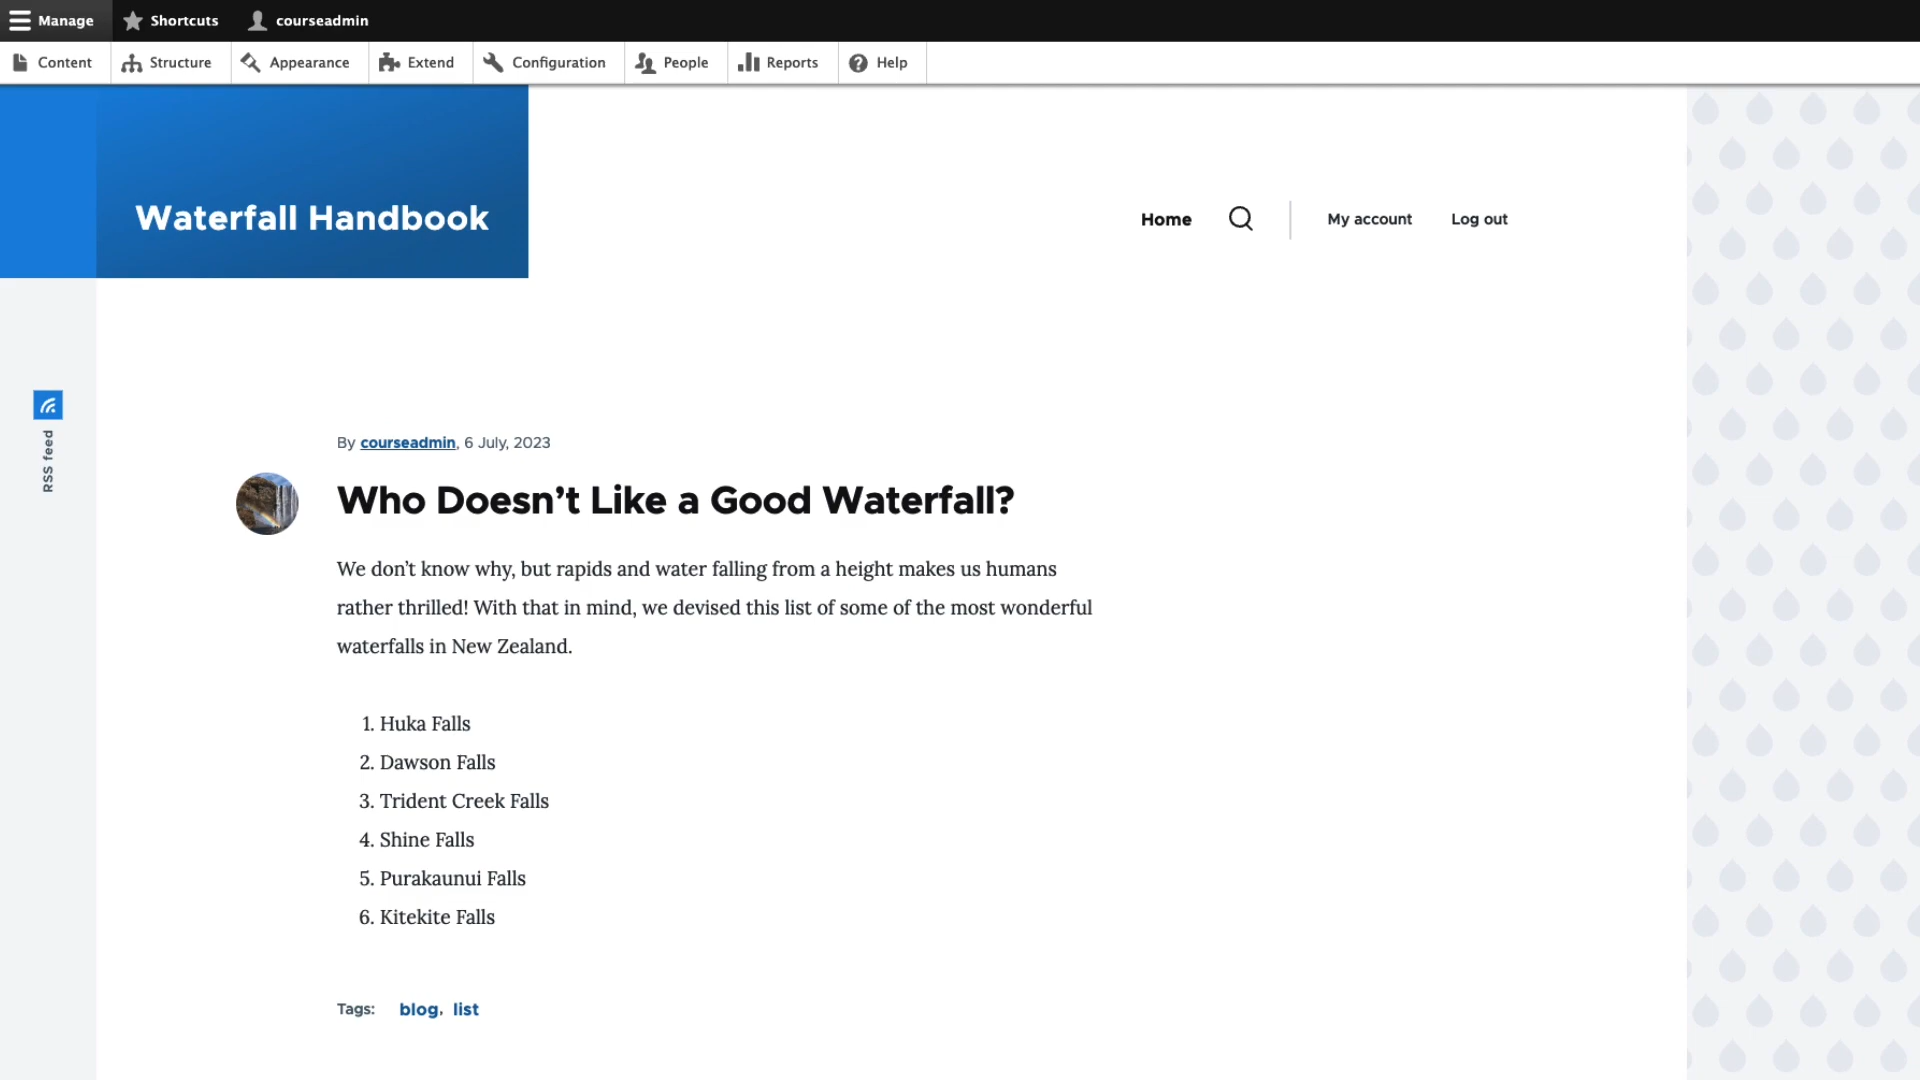 Manage Shortcuts courseadmin
Content Structure Appearance Extend Configuration People Reports Help
Waterfall Handbook
Home My account Log out
RSS feed
By courseadmin, 6 July, 2023
Who Doesn’t Like a Good Waterfall?
We don’t know why, but rapids and water falling from a height makes us humans
rather thrilled! With that in mind, we devised this list of some of the most wonderful
waterfalls in New Zealand.
1. Huka Falls
2. Dawson Falls
3. Trident Creek Falls
4. Shine Falls
5. Purakaunui Falls
6. Kitekite Falls
Tags: blog, list